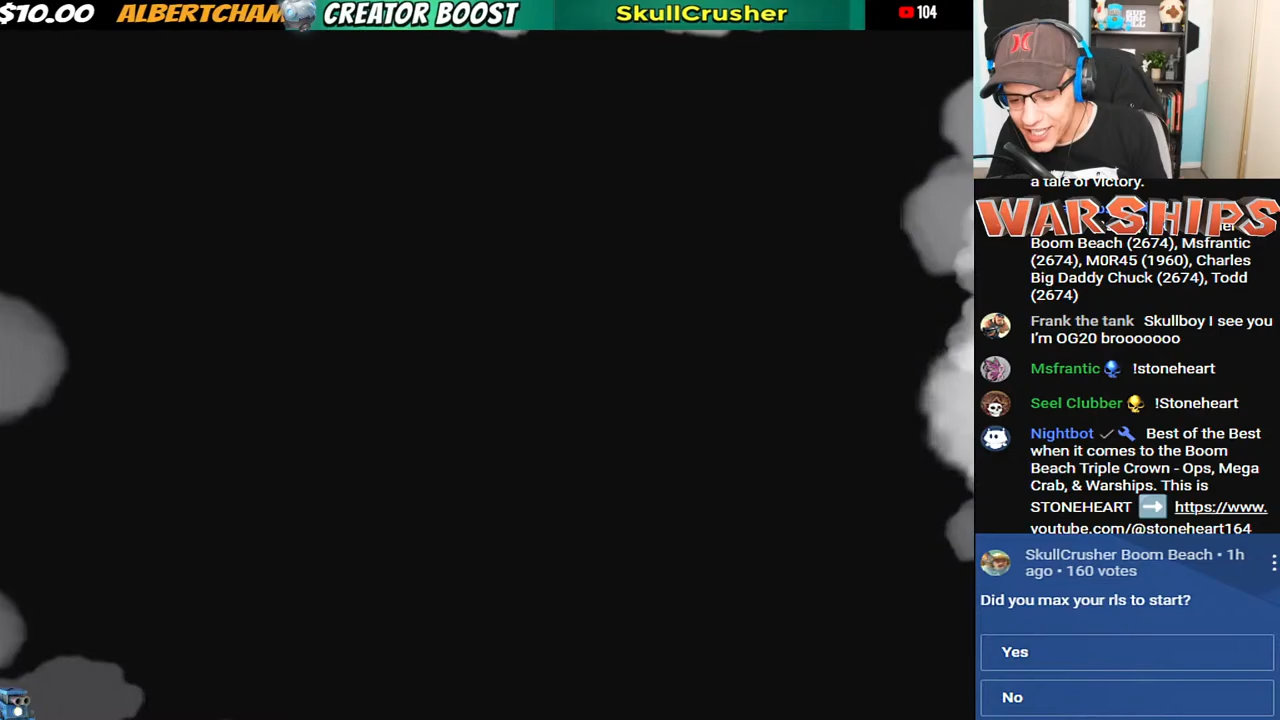 $10.00 ALBERTCHAM CREATOR BOOST SkullCrusher 104
a tale of victory.
WARSHIPS
Boom Beach (2674), Msfrantic
(2674), M0R45 (1960), Charles
Big Daddy Chuck (2674), Todd
(2674)
Frank the tank Skullboy I see you
I'm OG20 brooooooo
Msfrantic !stoneheart
Seel Clubber !Stoneheart
Nightbot Best of the Best
when it comes to the Boom
Beach Triple Crown - Ops, Mega
Crab, & Warships. This is
STONEHEART https://www.
youtube.com/@stoneheart164
SkullCrusher Boom Beach • 1h
ago • 160 votes
Did you max your rls to start?
Yes
No